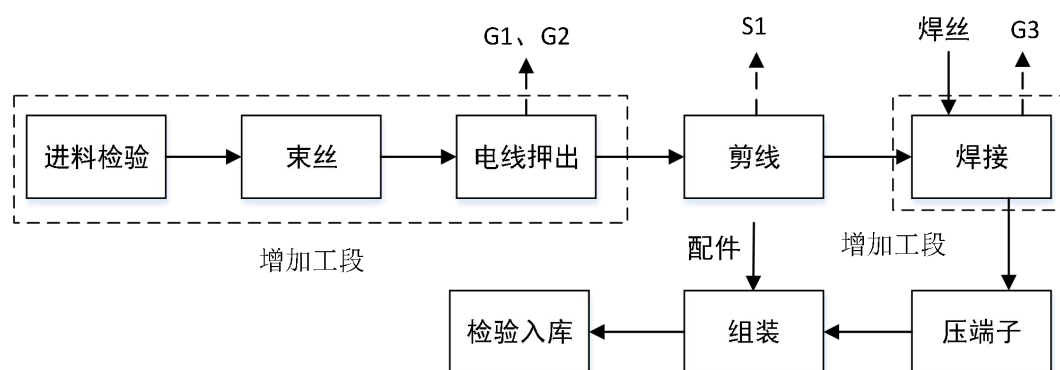 G1、G2
S1
焊丝
G3
进料检验
束丝
电线押出
剪线
焊接
增加工段
配件
增加工段
检验入库
组装
压端子